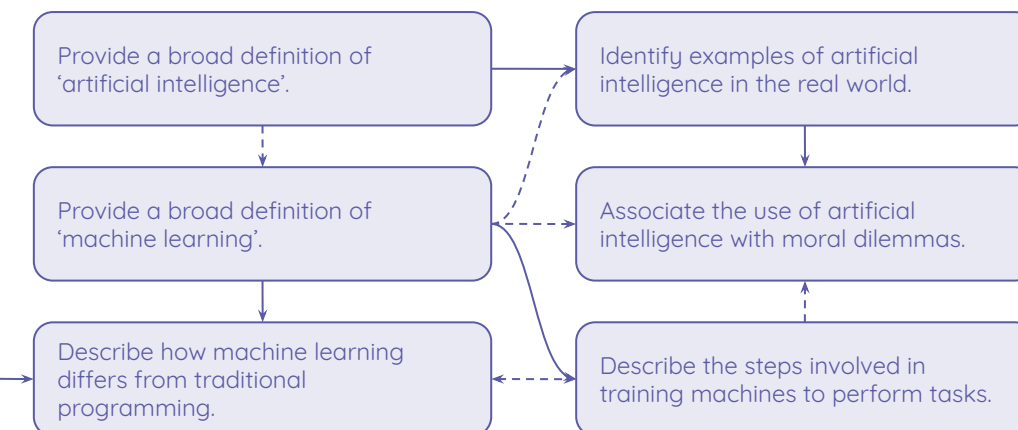 Provide a broad definition of
‘artificial intelligence’.
Identify examples of artificial
intelligence in the real world.
Provide a broad definition of
‘machine learning’.
Associate the use of artificial
intelligence with moral dilemmas.
Describe how machine learning
differs from traditional
programming.
Describe the steps involved in
training machines to perform tasks.